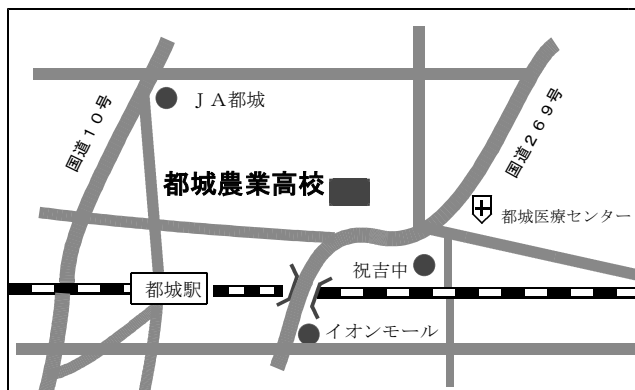 国道10号
ＪＡ都城
国道269号
都城農業高校
都城医療センター
祝吉中
都城駅
イオンモール